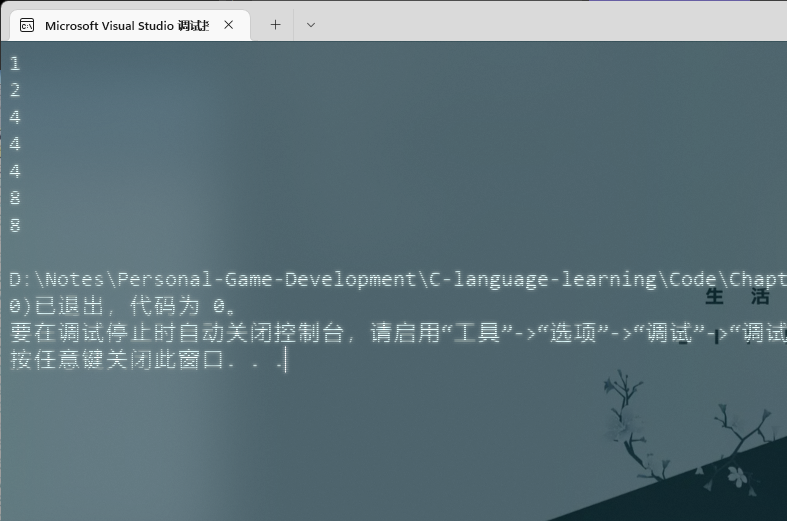 Microsoft Visual Studio 调试控
1
2
4
4
4
8
8
D:\Notes\Personal-Game-Development\C-language-learning\Code\Chapt
0)已退出，代码为 0。
生 活
要在调试停止时自动关闭控制台，请启用“工具”->“选项”->“调试”->“调试
按任意键关闭此窗口. . .